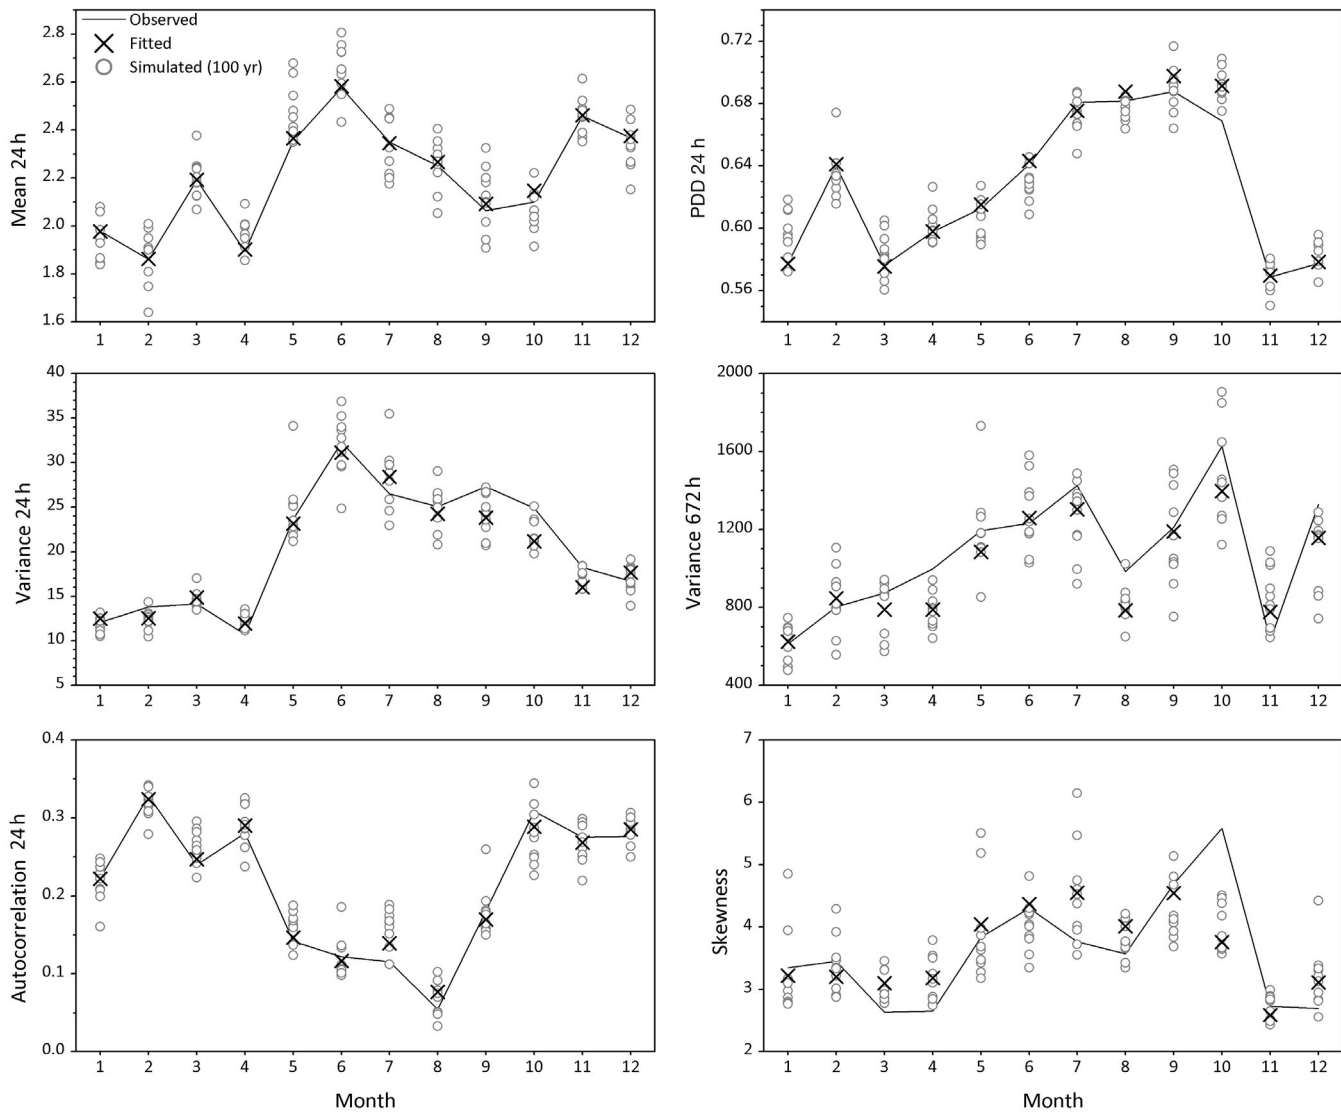 Observed
Fitted
Simulated (100 yr)
Mean 24 h
2.8
2.6
2.4
2.2
2.0
1.8
1.6
1 2 3 4 5 6 7 8 9 10 11 12
PDD 24 h
0.72
0.68
0.64
0.60
0.56
1 2 3 4 5 6 7 8 9 10 11 12
Variance 24 h
40
35
30
25
20
15
10
5
1 2 3 4 5 6 7 8 9 10 11 12
Variance 672 h
2000
1600
1200
800
400
1 2 3 4 5 6 7 8 9 10 11 12
Autocorrelation 24 h
0.4
0.3
0.2
0.1
0.0
1 2 3 4 5 6 7 8 9 10 11 12
Month
Skewness
7
6
5
4
3
2
1 2 3 4 5 6 7 8 9 10 11 12
Month